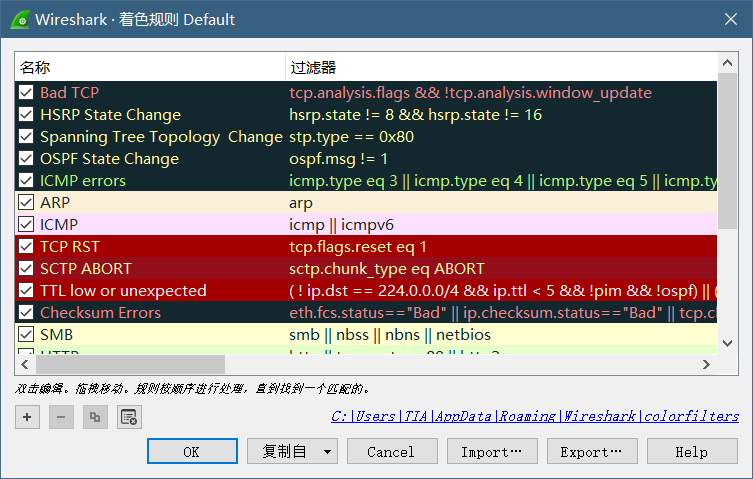 Wireshark · 着色规则 Default
名称 过滤器
Bad TCP tcp.analysis.flags && !tcp.analysis.window_update
HSRP State Change hsrp.state != 8 && hsrp.state != 16
Spanning Tree Topology Change stp.type == 0x80
OSPF State Change ospf.msg != 1
ICMP errors icmp.type eq 3 || icmp.type eq 4 || icmp.type eq 5 || icmp.ty
ARP arp
ICMP icmp || icmpv6
TCP RST tcp.flags.reset eq 1
SCTP ABORT sctp.chunk_type eq ABORT
TTL low or unexpected ( ! ip.dst == 224.0.0.0/4 && ip.ttl < 5 && !pim && !ospf) || (
Checksum Errors eth.fcs.status=="Bad" || ip.checksum.status=="Bad" || tcp.c
SMB smb || nbss || nbns || netbios
HTTP
双击编辑。拖拽移动。规则按顺序进行处理，直到找到一个匹配的。
C:\Users\TIA\AppData\Roaming\Wireshark\colorfilters
OK 复制自 Cancel Import… Export… Help